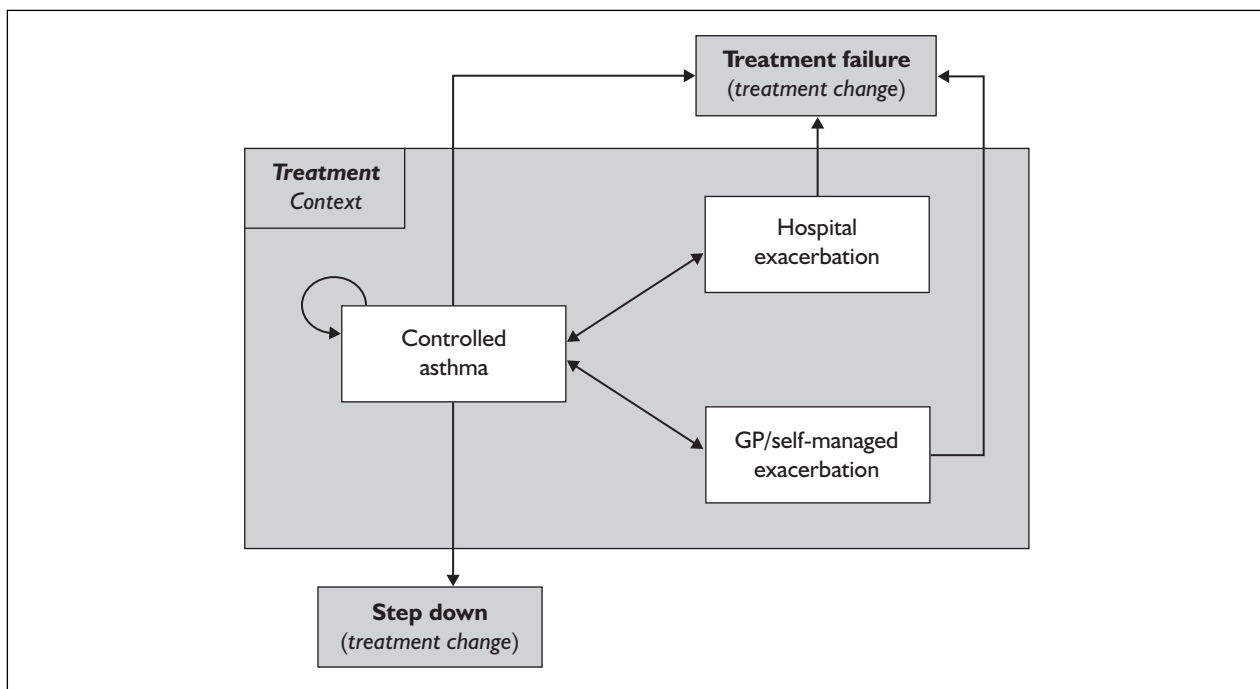 Treatment failure
(treatment change)
Treatment
Context
Hospital
exacerbation
Controlled
asthma
GP/self-managed
exacerbation
Step down
(treatment change)